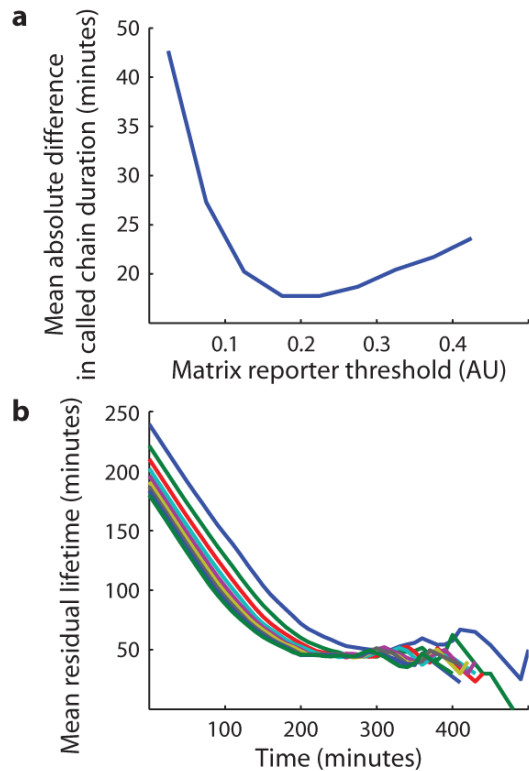 a
Mean absolute difference
in called chain duration (minutes)
50
45
40
35
30
25
20
0.1 0.2 0.3 0.4
Matrix reporter threshold (AU)
b
Mean residual lifetime (minutes)
250
200
150
100
50
100 200 300 400
Time (minutes)